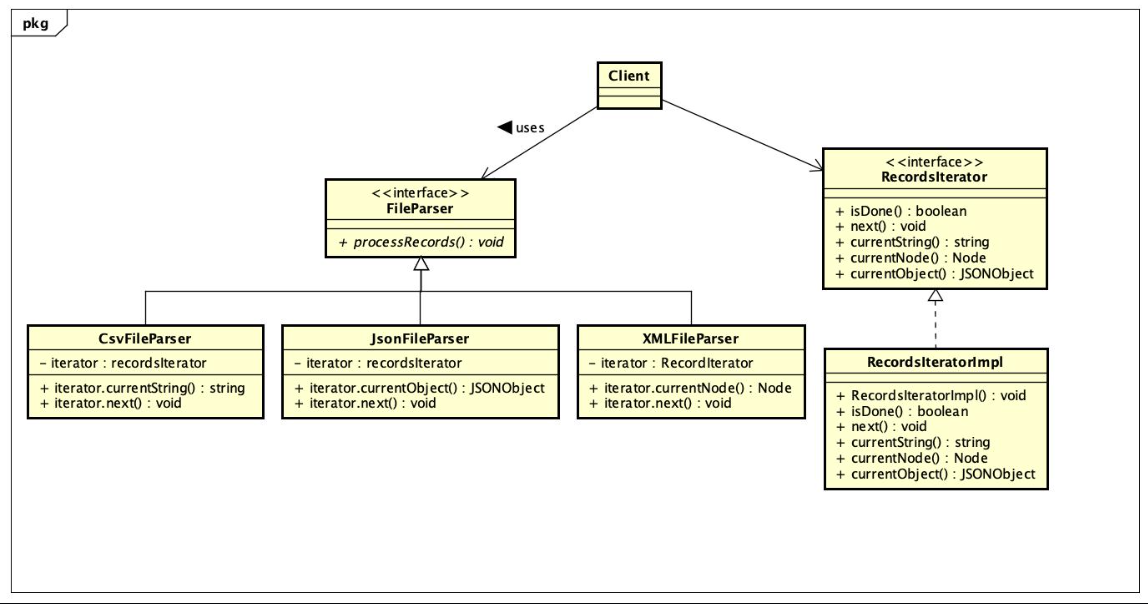 pkg
Client
uses
<<interface>>
FileParser
+ processRecords() : void
<<interface>>
RecordsIterator
+ isDone() : boolean
+ next() : void
+ currentString() : string
+ currentNode() : Node
+ currentObject() : JSONObject
CsvFileParser
- iterator : recordsIterator
+ iterator.currentString() : string
+ iterator.next() : void
JsonFileParser
- iterator : recordsIterator
+ iterator.currentObject() : JSONObject
+ iterator.next() : void
XMLFileParser
- iterator : RecordIterator
+ iterator.currentNode() : Node
+ iterator.next() : void
RecordsIteratorImpl
+ RecordsIteratorImpl() : void
+ isDone() : boolean
+ next() : void
+ currentString() : string
+ currentNode() : Node
+ currentObject() : JSONObject